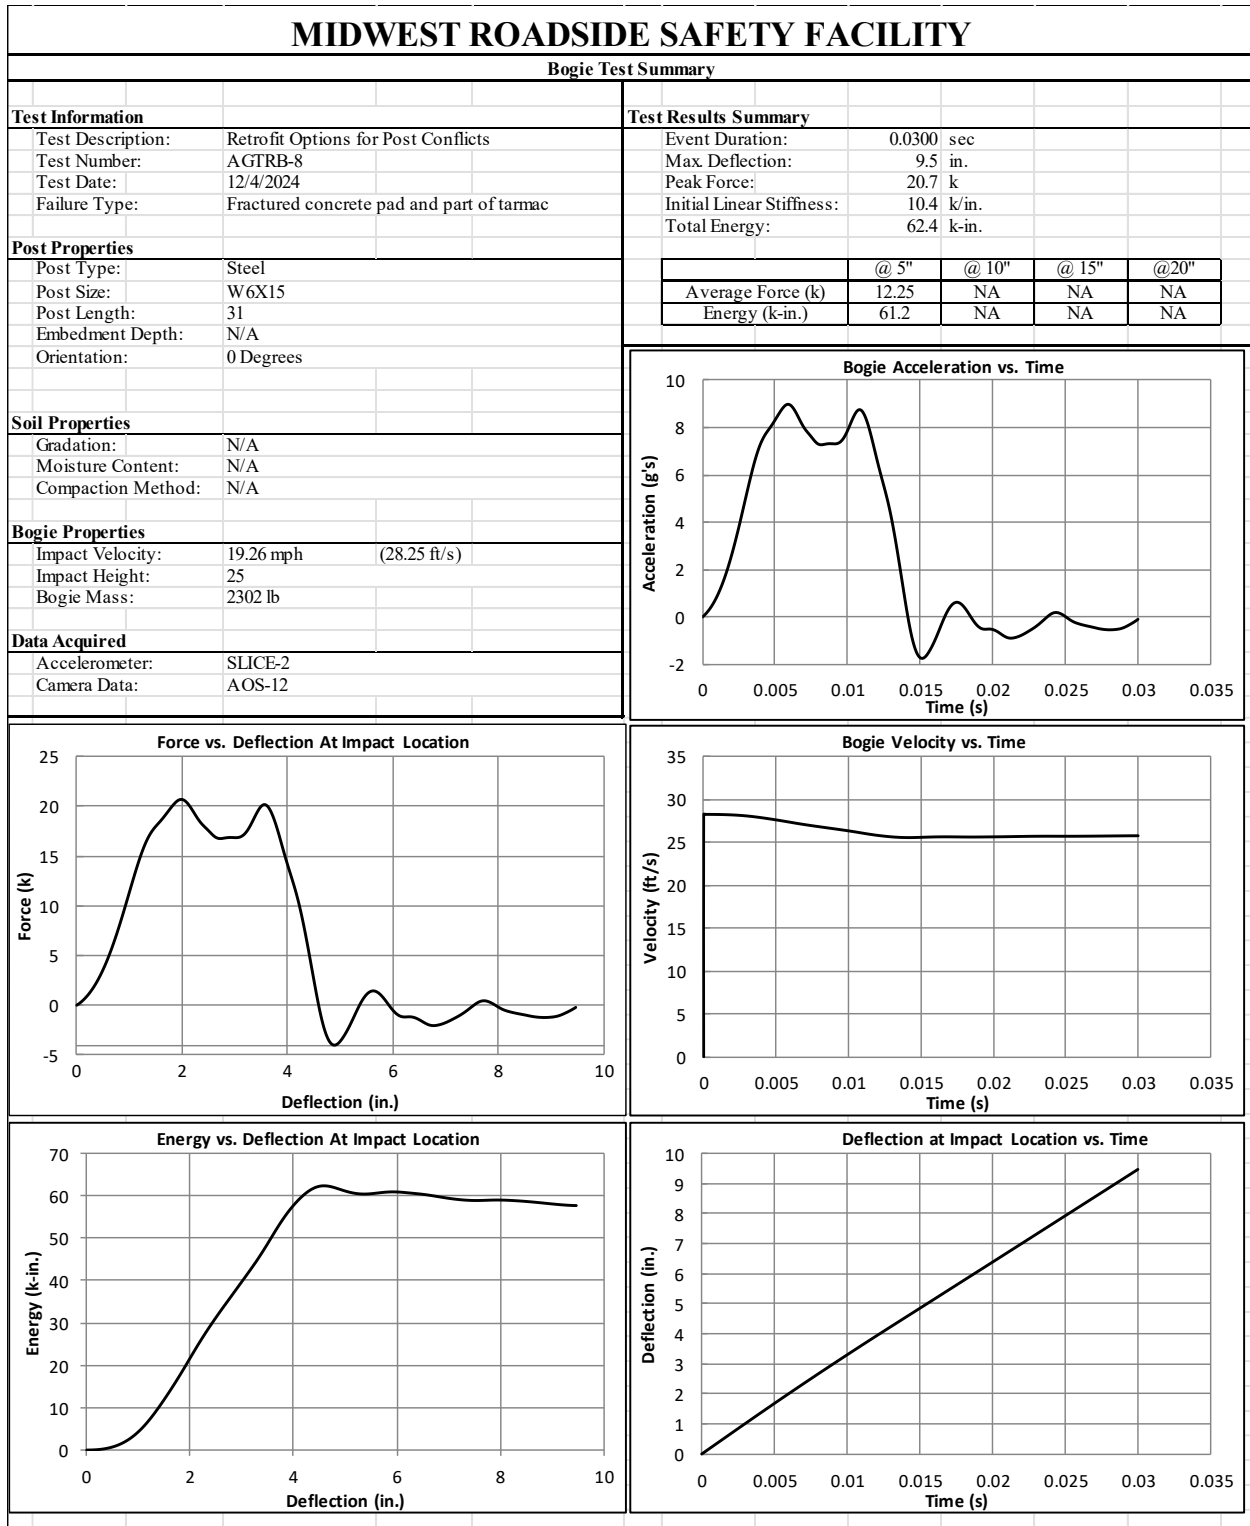 MIDWEST ROADSIDE SAFETY FACILITY
Bogie Test Summary
Test Information
Test Description: Retrofit Options for Post Conflicts
Test Number: AGTRB-8
Test Date: 12/4/2024
Failure Type: Fractured concrete pad and part of tarmac
Post Properties
Post Type: Steel
Post Size: W6X15
Post Length: 31
Embedment Depth: N/A
Orientation: 0 Degrees
Soil Properties
Gradation: N/A
Moisture Content: N/A
Compaction Method: N/A
Bogie Properties
Impact Velocity: 19.26 mph (28.25 ft/s)
Impact Height: 25
Bogie Mass: 2302 lb
Data Acquired
Accelerometer: SLICE-2
Camera Data: AOS-12
Test Results Summary
Event Duration: 0.0300 sec
Max. Deflection: 9.5 in.
Peak Force: 20.7 k
Initial Linear Stiffness: 10.4 k/in.
Total Energy: 62.4 k-in.
@ 5" @ 10" @ 15" @20"
Average Force (k) 12.25 NA NA NA
Energy (k-in.) 61.2 NA NA NA
Bogie Acceleration vs. Time
Acceleration (g's)
10
8
6
4
2
0
-2
0 0.005 0.01 0.015 0.02 0.025 0.03 0.035
Time (s)
Force vs. Deflection At Impact Location
Force (k)
25
20
15
10
5
0
-5
0 2 4 6 8 10
Deflection (in.)
Bogie Velocity vs. Time
Velocity (ft/s)
35
30
25
20
15
10
5
0
0 0.005 0.01 0.015 0.02 0.025 0.03 0.035
Time (s)
Energy vs. Deflection At Impact Location
Energy (k-in.)
70
60
50
40
30
20
10
0
0 2 4 6 8 10
Deflection (in.)
Deflection at Impact Location vs. Time
Deflection (in.)
10
9
8
7
6
5
4
3
2
1
0
0 0.005 0.01 0.015 0.02 0.025 0.03 0.035
Time (s)